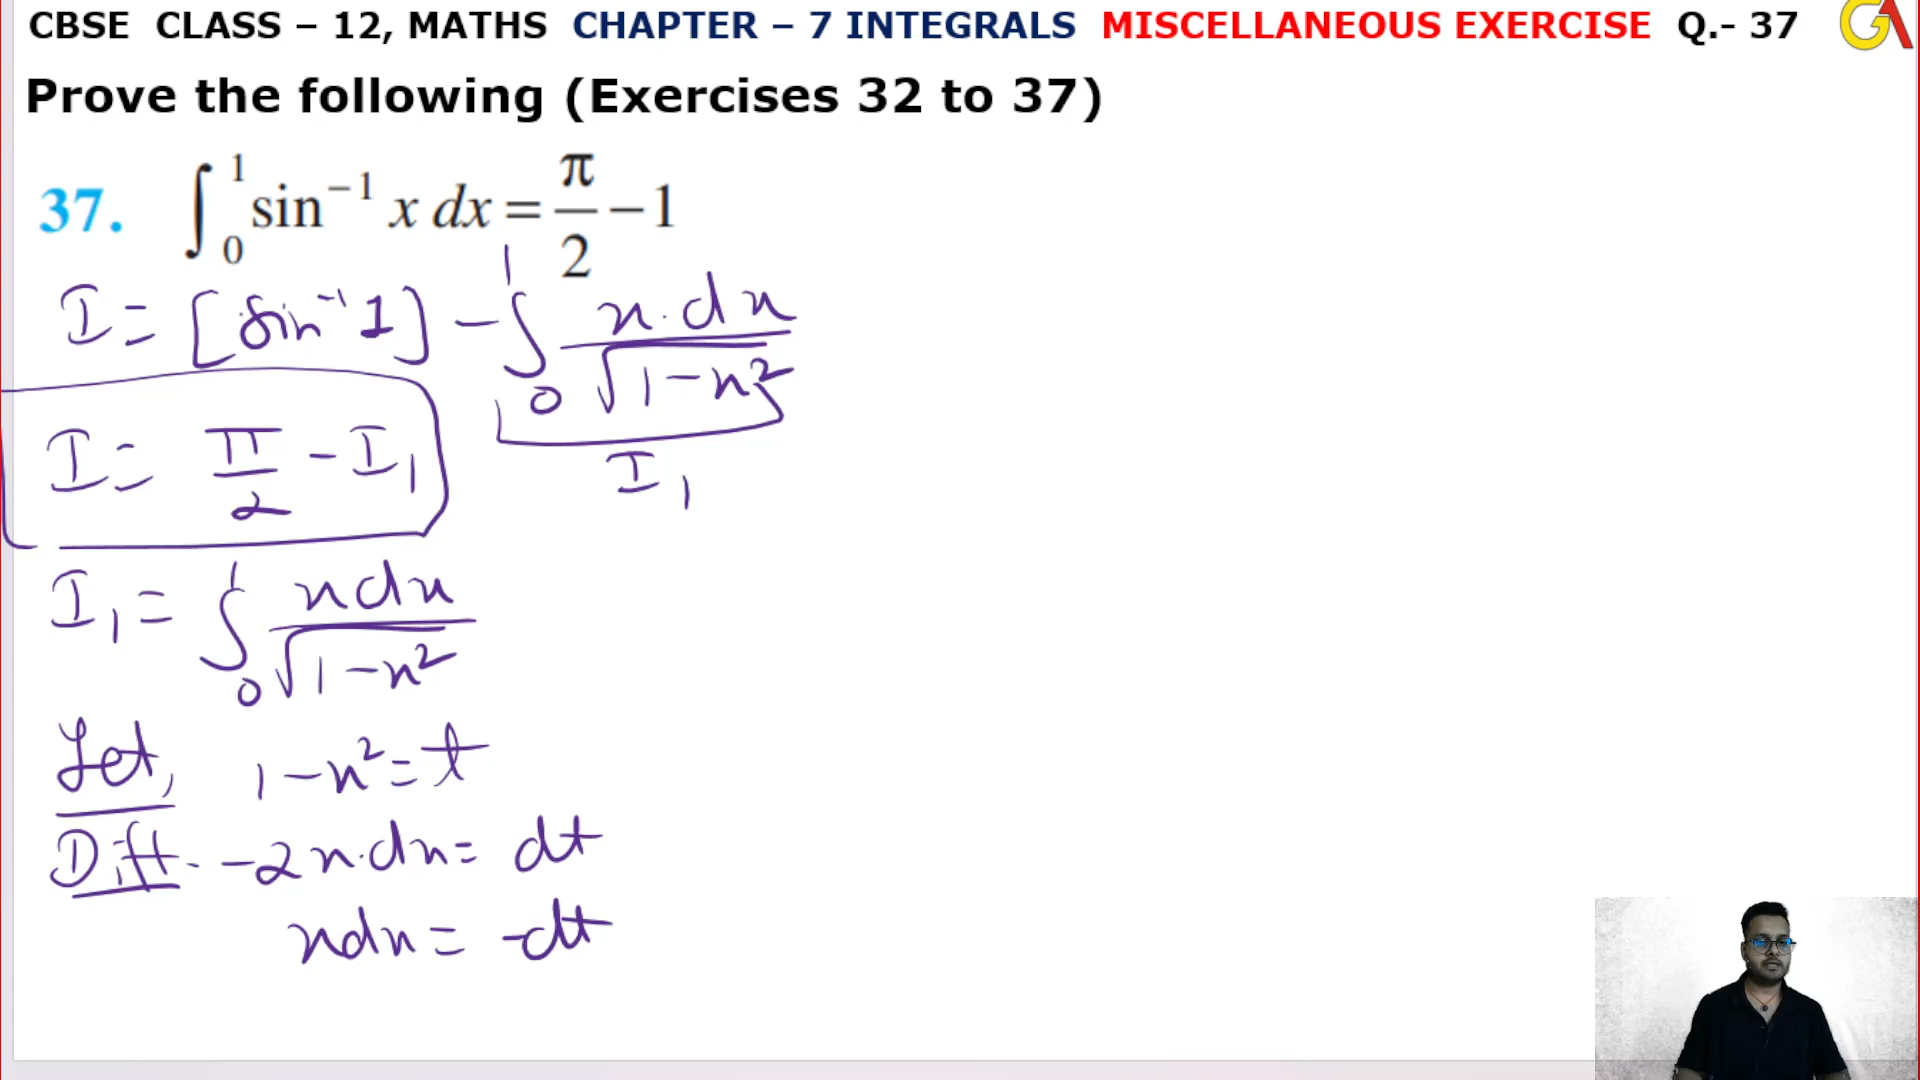 CBSE CLASS – 12, MATHS CHAPTER – 7 INTEGRALS MISCELLANEOUS EXERCISE Q.- 37 GA
Prove the following (Exercises 32 to 37)
37. ∫₀¹ sin⁻¹ x dx = π/2 − 1
I = [sin⁻¹ 1] − ∫₀¹ x·dx / √(1−x²)
I = π/2 − I₁
I₁
I₁ = ∫₀¹ x dx / √(1−x²)
Let, 1−x² = t
Diff. −2x·dx = dt
xdx = −dt